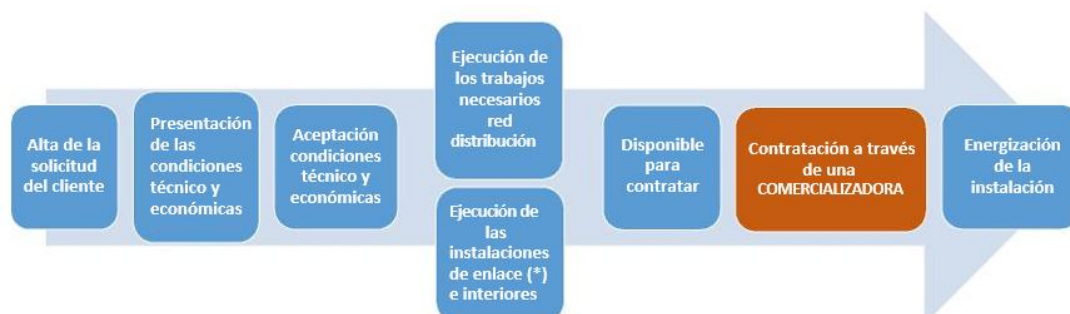 Alta de la
solicitud
del cliente
Presentación
de las
condiciones
técnico y
económicas
Aceptación
condiciones
técnico y
económicas
Ejecución de
los trabajos
necesarios
red
distribución
Ejecución de
las
instalaciones
de enlace (*)
e interiores
Disponible
para
contratar
Contratación a través
de una
COMERCIALIZADORA
Energización
de la
instalación